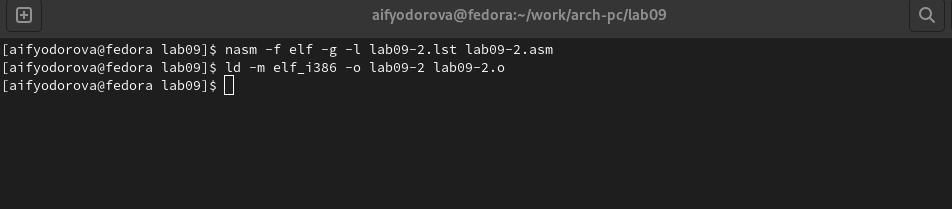 aifyodorova@fedora:~/work/arch-pc/lab09
[aifyodorova@fedora lab09]$ nasm -f elf -g -l lab09-2.lst lab09-2.asm
[aifyodorova@fedora lab09]$ ld -m elf_i386 -o lab09-2 lab09-2.o
[aifyodorova@fedora lab09]$